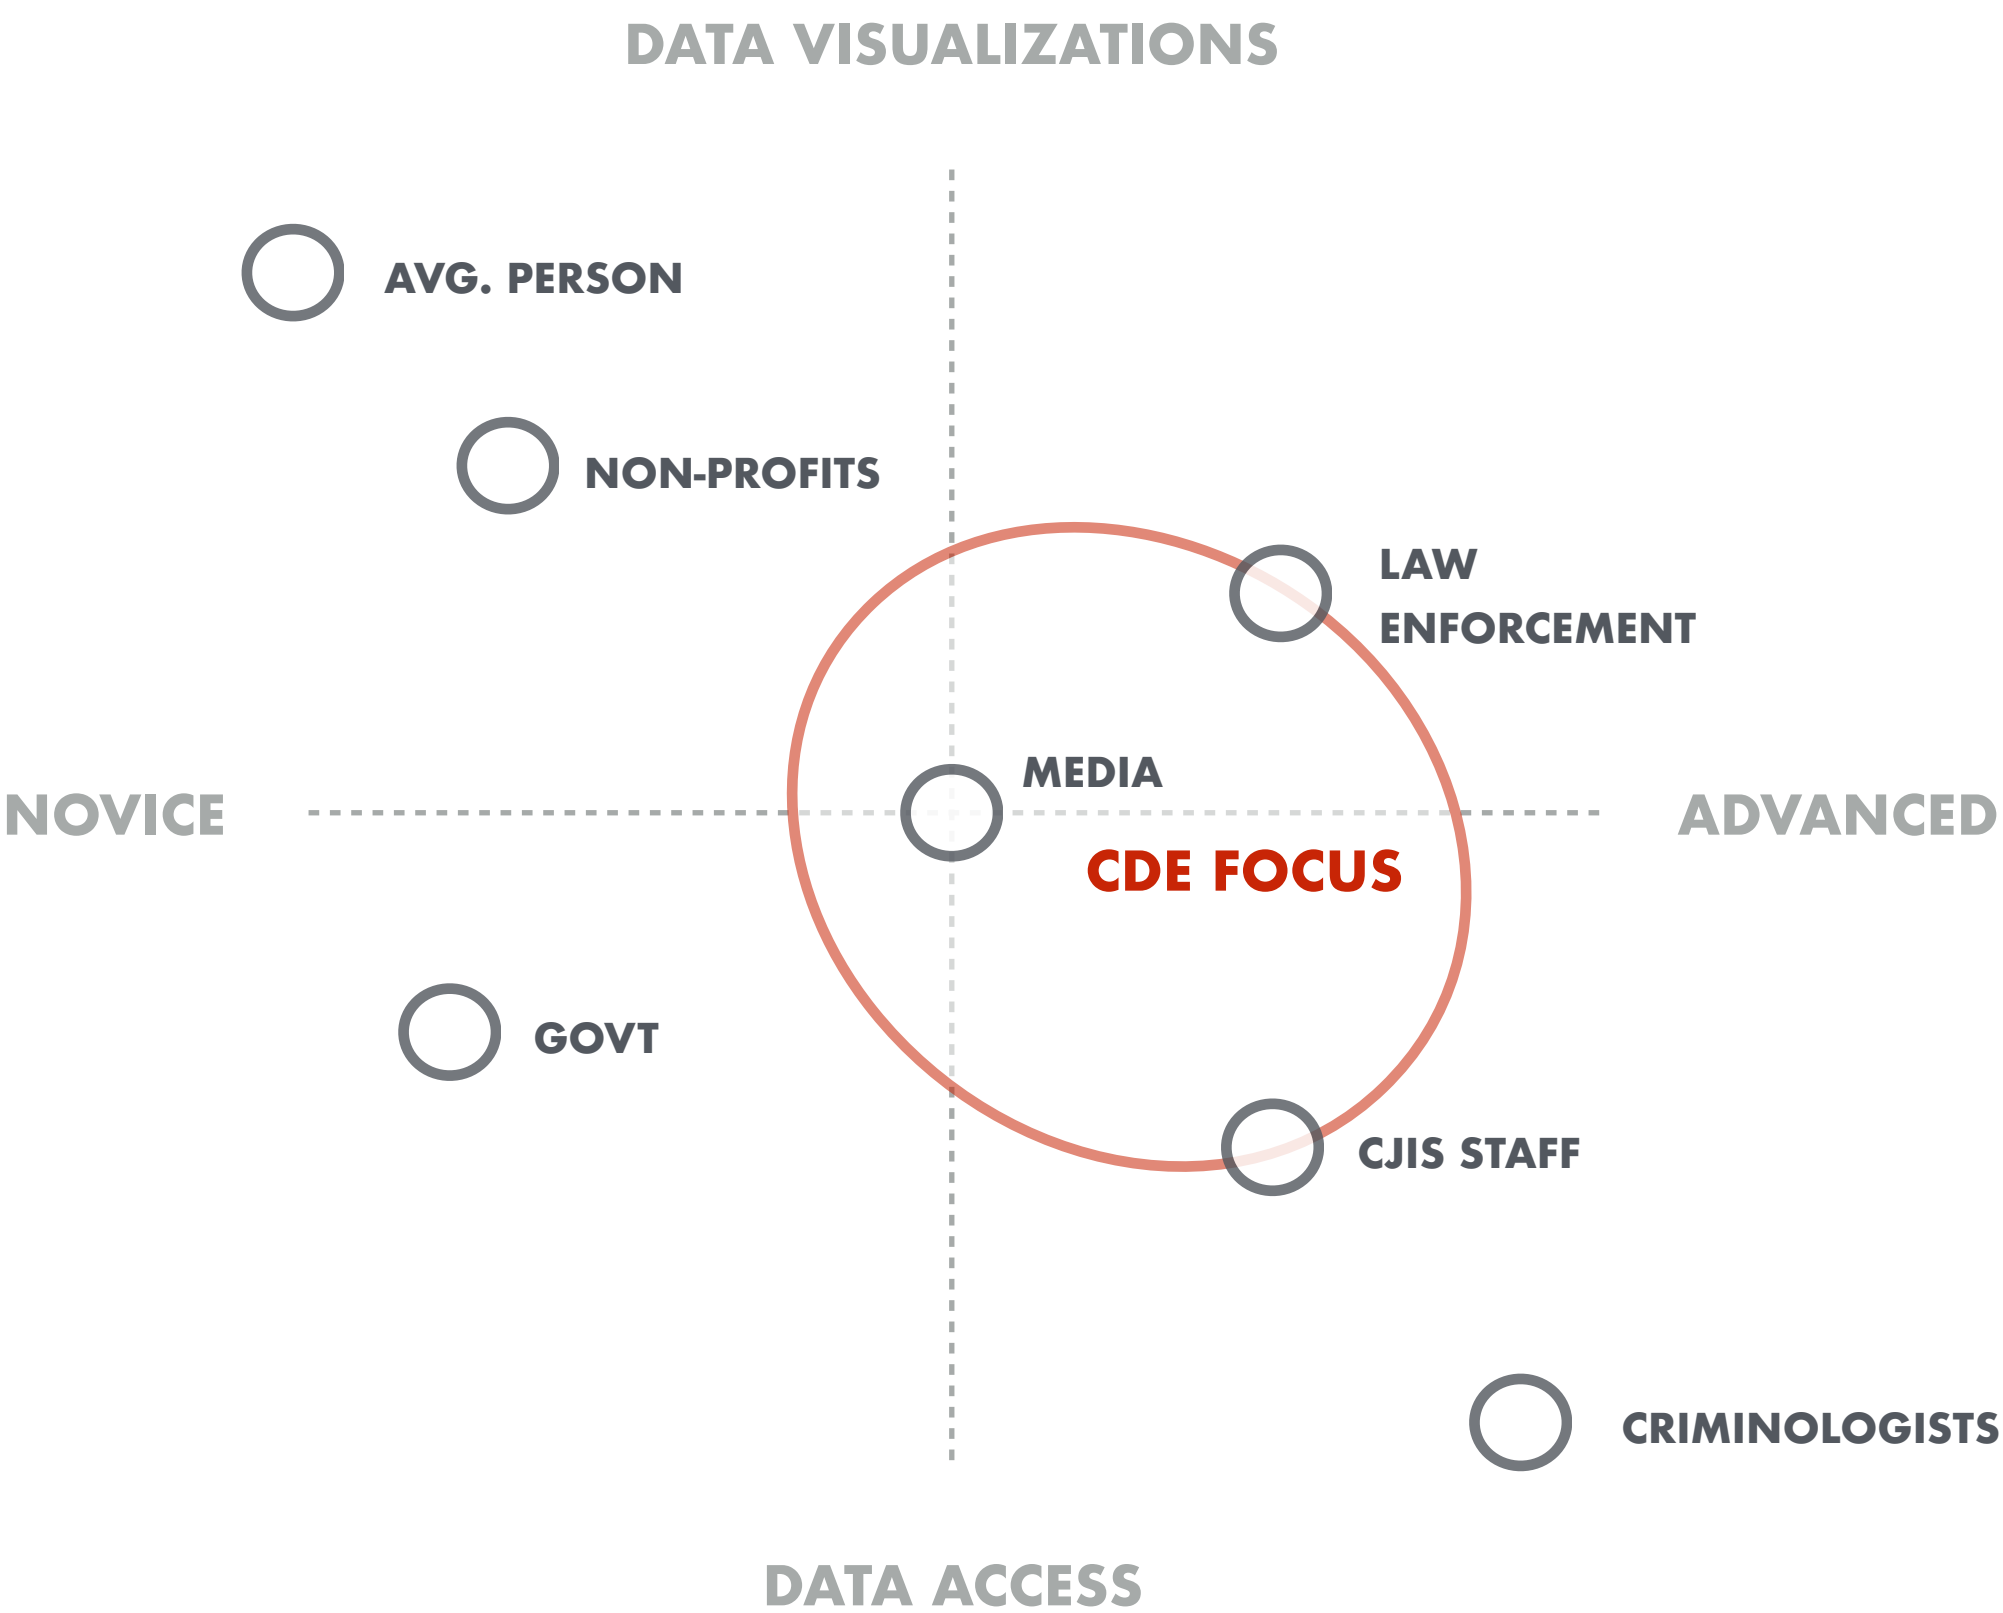 DATA VISUALIZATIONS
AVG. PERSON
NON-PROFITS
LAW
ENFORCEMENT
MEDIA
NOVICE
ADVANCED
CDE FOCUS
GOVT
CJIS STAFF
CRIMINOLOGISTS
DATA ACCESS